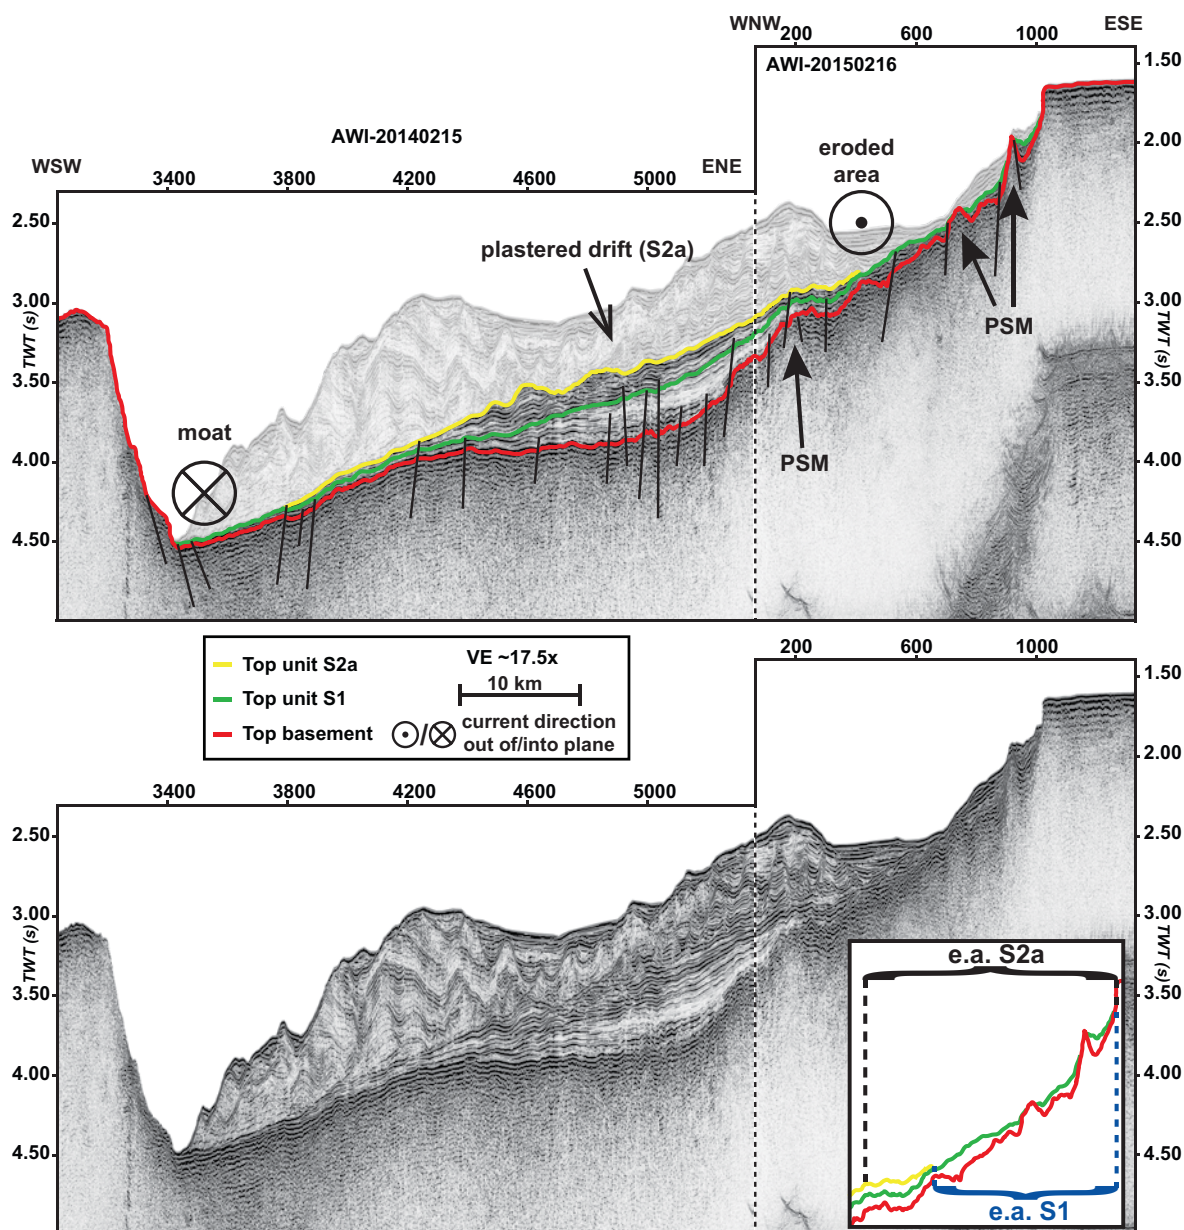 WNW 200 600 1000 ESE
AWI-20150216
1.50
AWI-20140215
2.00
WSW ENE
eroded
area
3400 3800 4200 4600 5000
2.50 2.50
plastered drift (S2a)
3.00 3.00
TWT (s) TWT (s)
PSM
3.50 3.50
moat
PSM
4.00 4.00
4.50 4.50
Top unit S2a
Top unit S1
Top basement
VE ~17.5x
10 km
/ current direction
out of/into plane
200 600 1000
1.50
2.00
3400 3800 4200 4600 5000
2.50 2.50
3.00 3.00
TWT (s) TWT (s)
e.a. S2a
3.50 3.50
4.00 4.00
4.50 4.50
e.a. S1